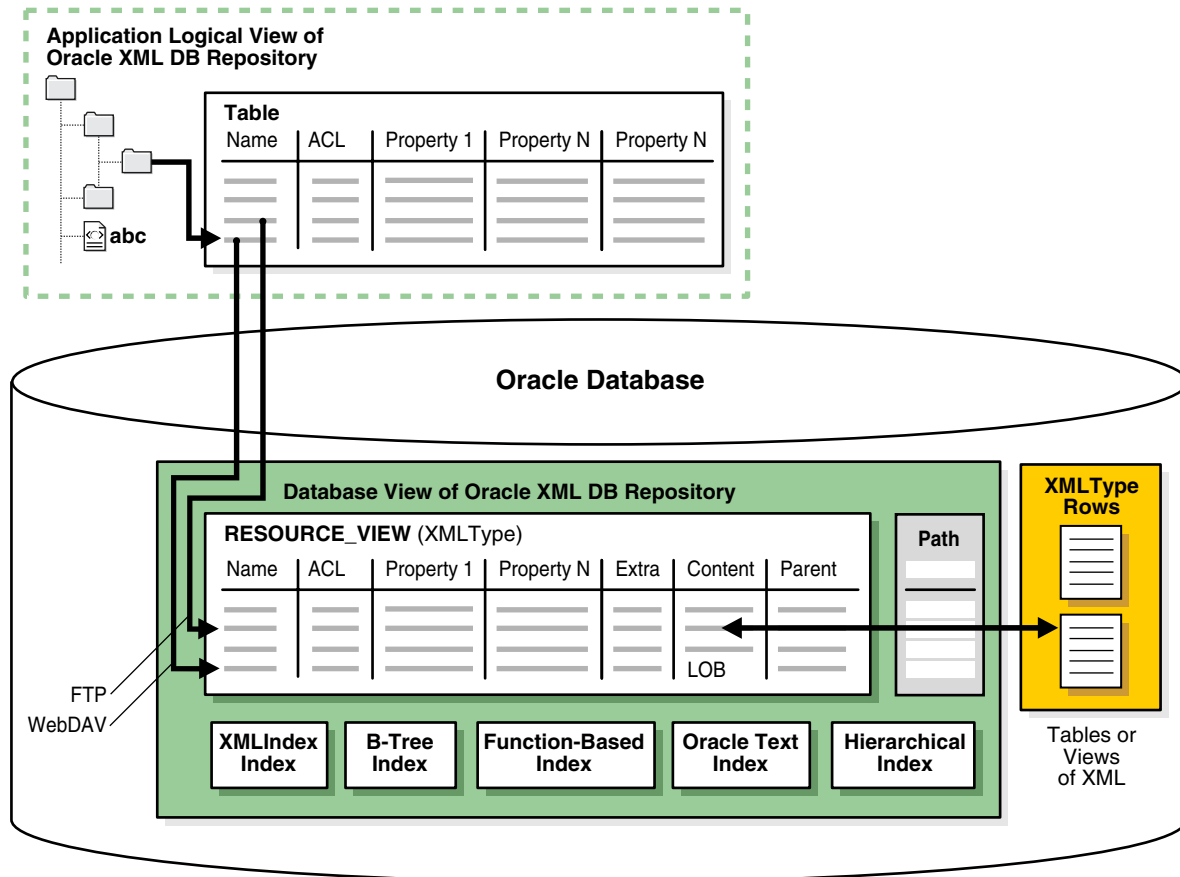 Application Logical View of
Oracle XML DB Repository
Table
Name ACL Property 1 Property N Property N
abc
Oracle Database
Database View of Oracle XML DB Repository
RESOURCE_VIEW (XMLType)
Name ACL Property 1 Property N Extra Content Parent
LOB
Path
XMLType
Rows
FTP
WebDAV
XMLIndex
Index
B-Tree
Index
Function-Based
Index
Oracle Text
Index
Hierarchical
Index
Tables or
Views
of XML